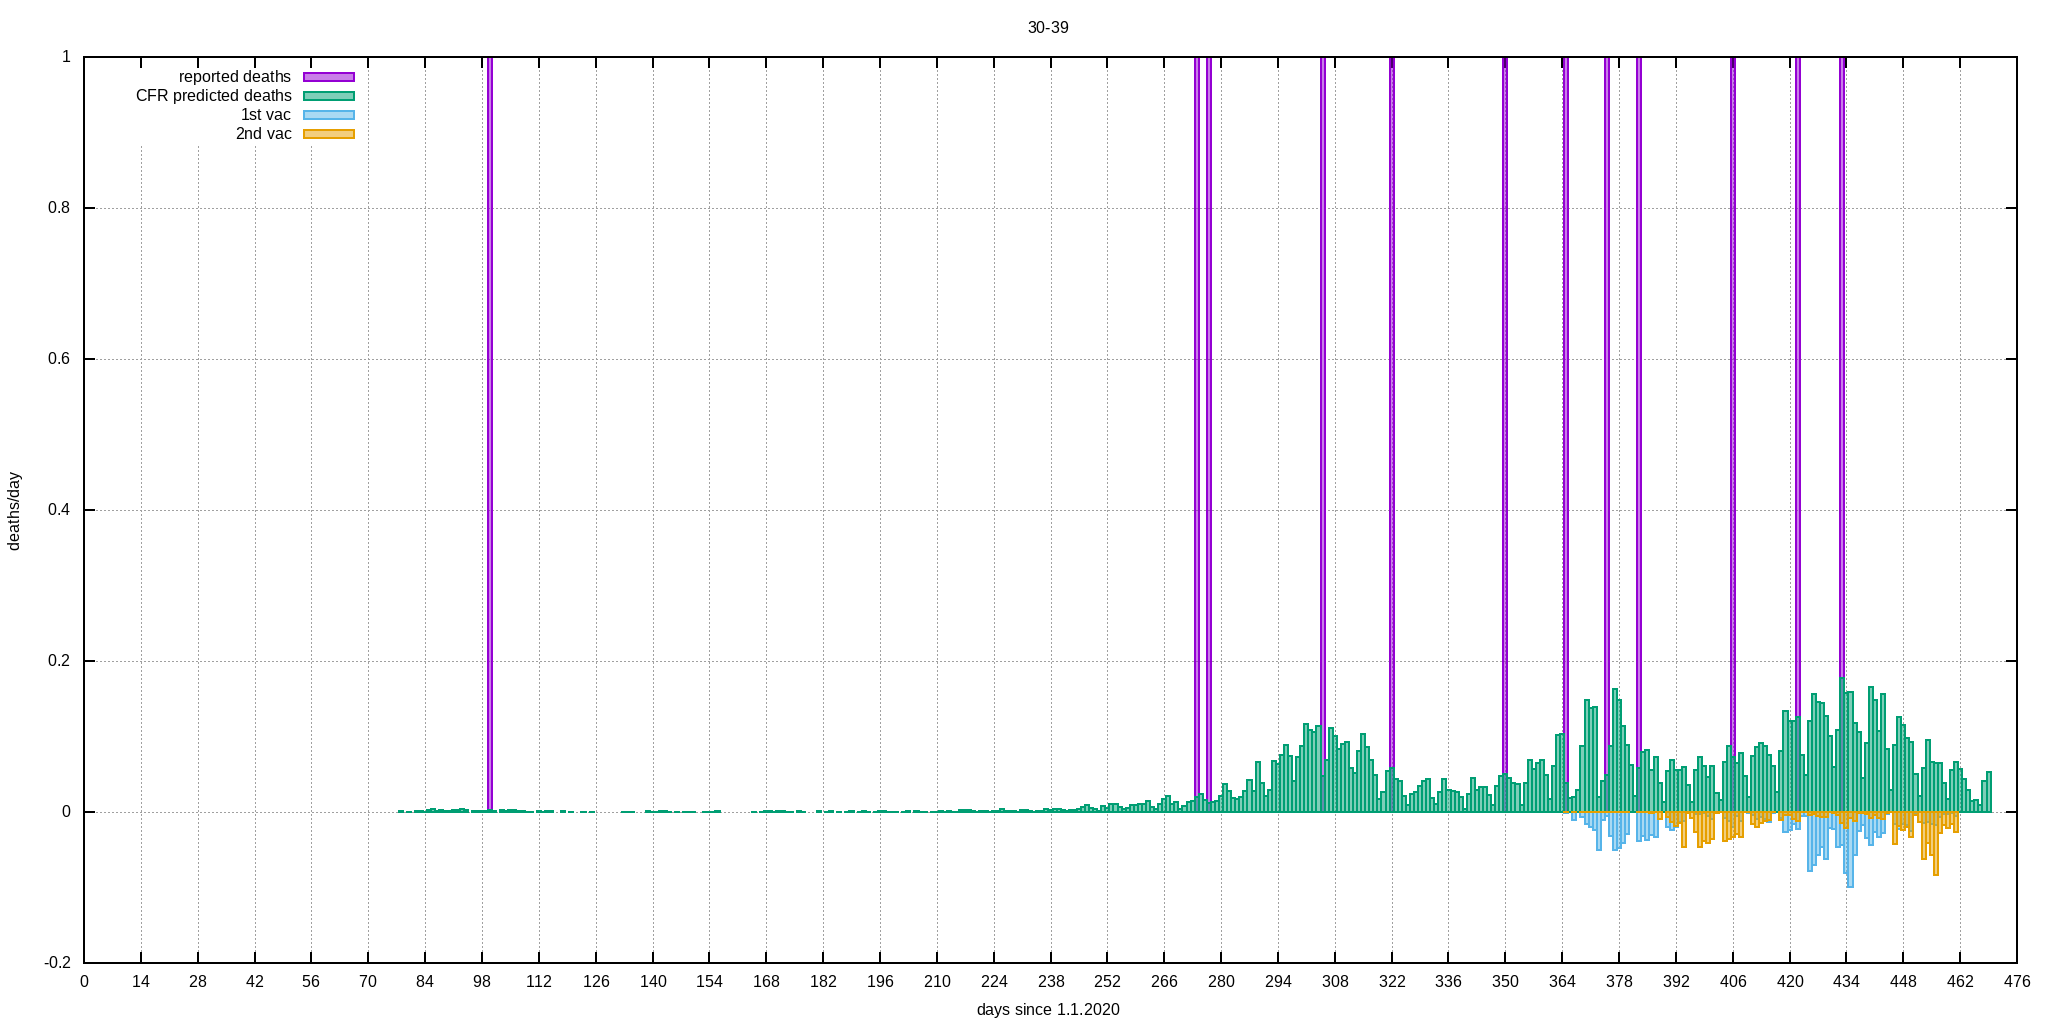 30-39
reported deaths
CFR predicted deaths
1st vac
2nd vac
1
0.8
0.6
0.4
0.2
0
-0.2
deaths/day
0 14 28 42 56 70 84 98 112 126 140 154 168 182 196 210 224 238 252 266 280 294 308 322 336 350 364 378 392 406 420 434 448 462 476
days since 1.1.2020